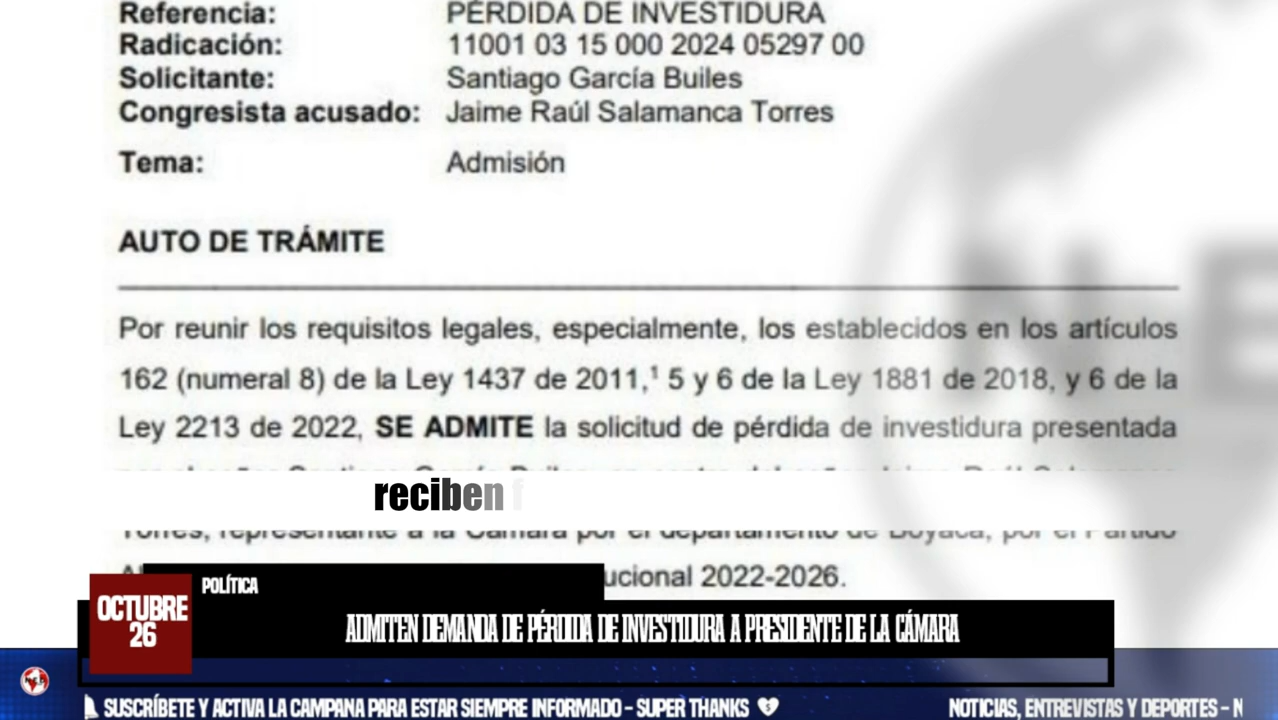 Referencia: PÉRDIDA DE INVESTIDURA
Radicación: 11001 03 15 000 2024 05297 00
Solicitante: Santiago García Builes
Congresista acusado: Jaime Raúl Salamanca Torres
Tema: Admisión
AUTO DE TRÁMITE
Por reunir los requisitos legales, especialmente, los establecidos en los artículos
162 (numeral 8) de la Ley 1437 de 2011,¹ 5 y 6 de la Ley 1881 de 2018, y 6 de la
Ley 2213 de 2022, SE ADMITE la solicitud de pérdida de investidura presentada
reciben
Torres, representante a la Cámara por el departamento de Boyacá, por el Partido
ucional 2022-2026.
POLÍTICA
OCTUBRE
26
ADMITEN DEMANDA DE PÉRDIDA DE INVESTIDURA A PRESIDENTE DE LA CÁMARA
SUSCRÍBETE Y ACTIVA LA CAMPANA PARA ESTAR SIEMPRE INFORMADO - SUPER THANKS
NOTICIAS, ENTREVISTAS Y DEPORTES - N